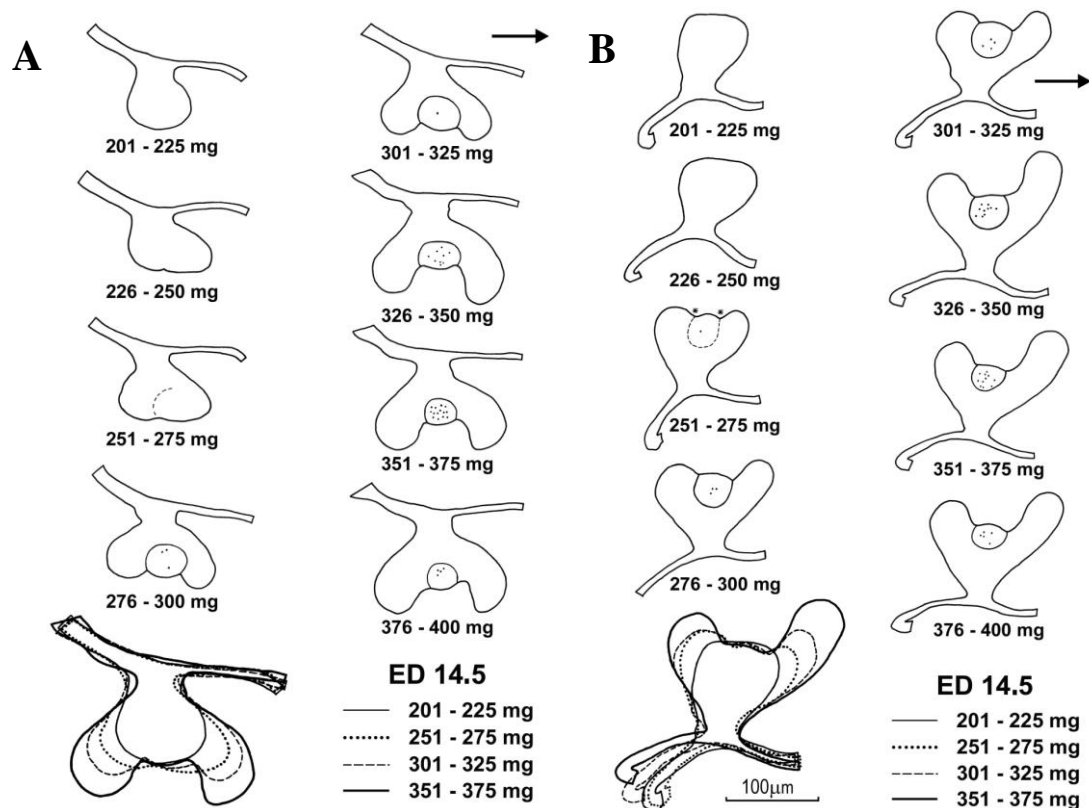 A
201 - 225 mg
226 - 250 mg
251 - 275 mg
276 - 300 mg
301 - 325 mg
326 - 350 mg
351 - 375 mg
376 - 400 mg
ED 14.5
201 - 225 mg
251 - 275 mg
301 - 325 mg
351 - 375 mg
B
201 - 225 mg
226 - 250 mg
* *
251 - 275 mg
276 - 300 mg
100µm
301 - 325 mg
326 - 350 mg
351 - 375 mg
376 - 400 mg
ED 14.5
201 - 225 mg
251 - 275 mg
301 - 325 mg
351 - 375 mg